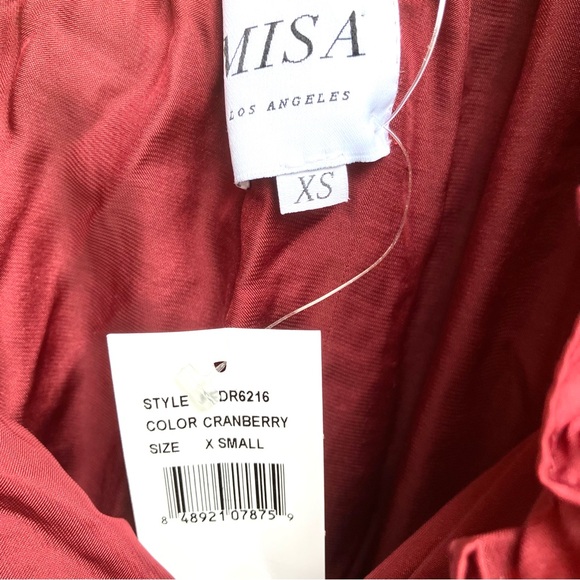 MISA
LOS ANGELES
XS
STYLE DR6216
COLOR CRANBERRY
SIZE X SMALL
8 48921 07875 9